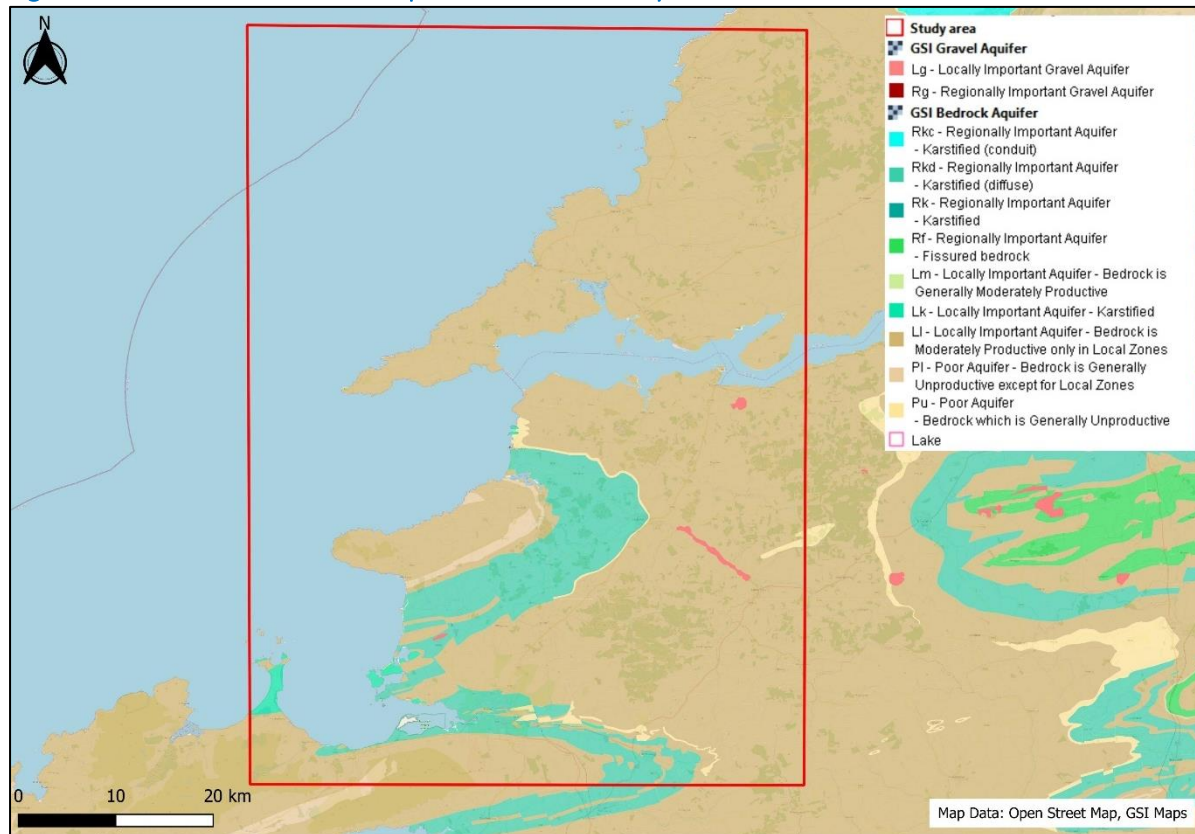 N
Study area
GSI Gravel Aquifer
Lg - Locally Important Gravel Aquifer
Rg - Regionally Important Gravel Aquifer
GSI Bedrock Aquifer
Rkc - Regionally Important Aquifer
- Karstified (conduit)
Rkd - Regionally Important Aquifer
- Karstified (diffuse)
Rk - Regionally Important Aquifer
- Karstified
Rf - Regionally Important Aquifer
- Fissured bedrock
Lm - Locally Important Aquifer - Bedrock is
Generally Moderately Productive
Lk - Locally Important Aquifer - Karstified
Ll - Locally Important Aquifer - Bedrock is
Moderately Productive only in Local Zones
Pl - Poor Aquifer - Bedrock is Generally
Unproductive except for Local Zones
Pu - Poor Aquifer
- Bedrock which is Generally Unproductive
Lake
0 10 20 km
Map Data: Open Street Map, GSI Maps